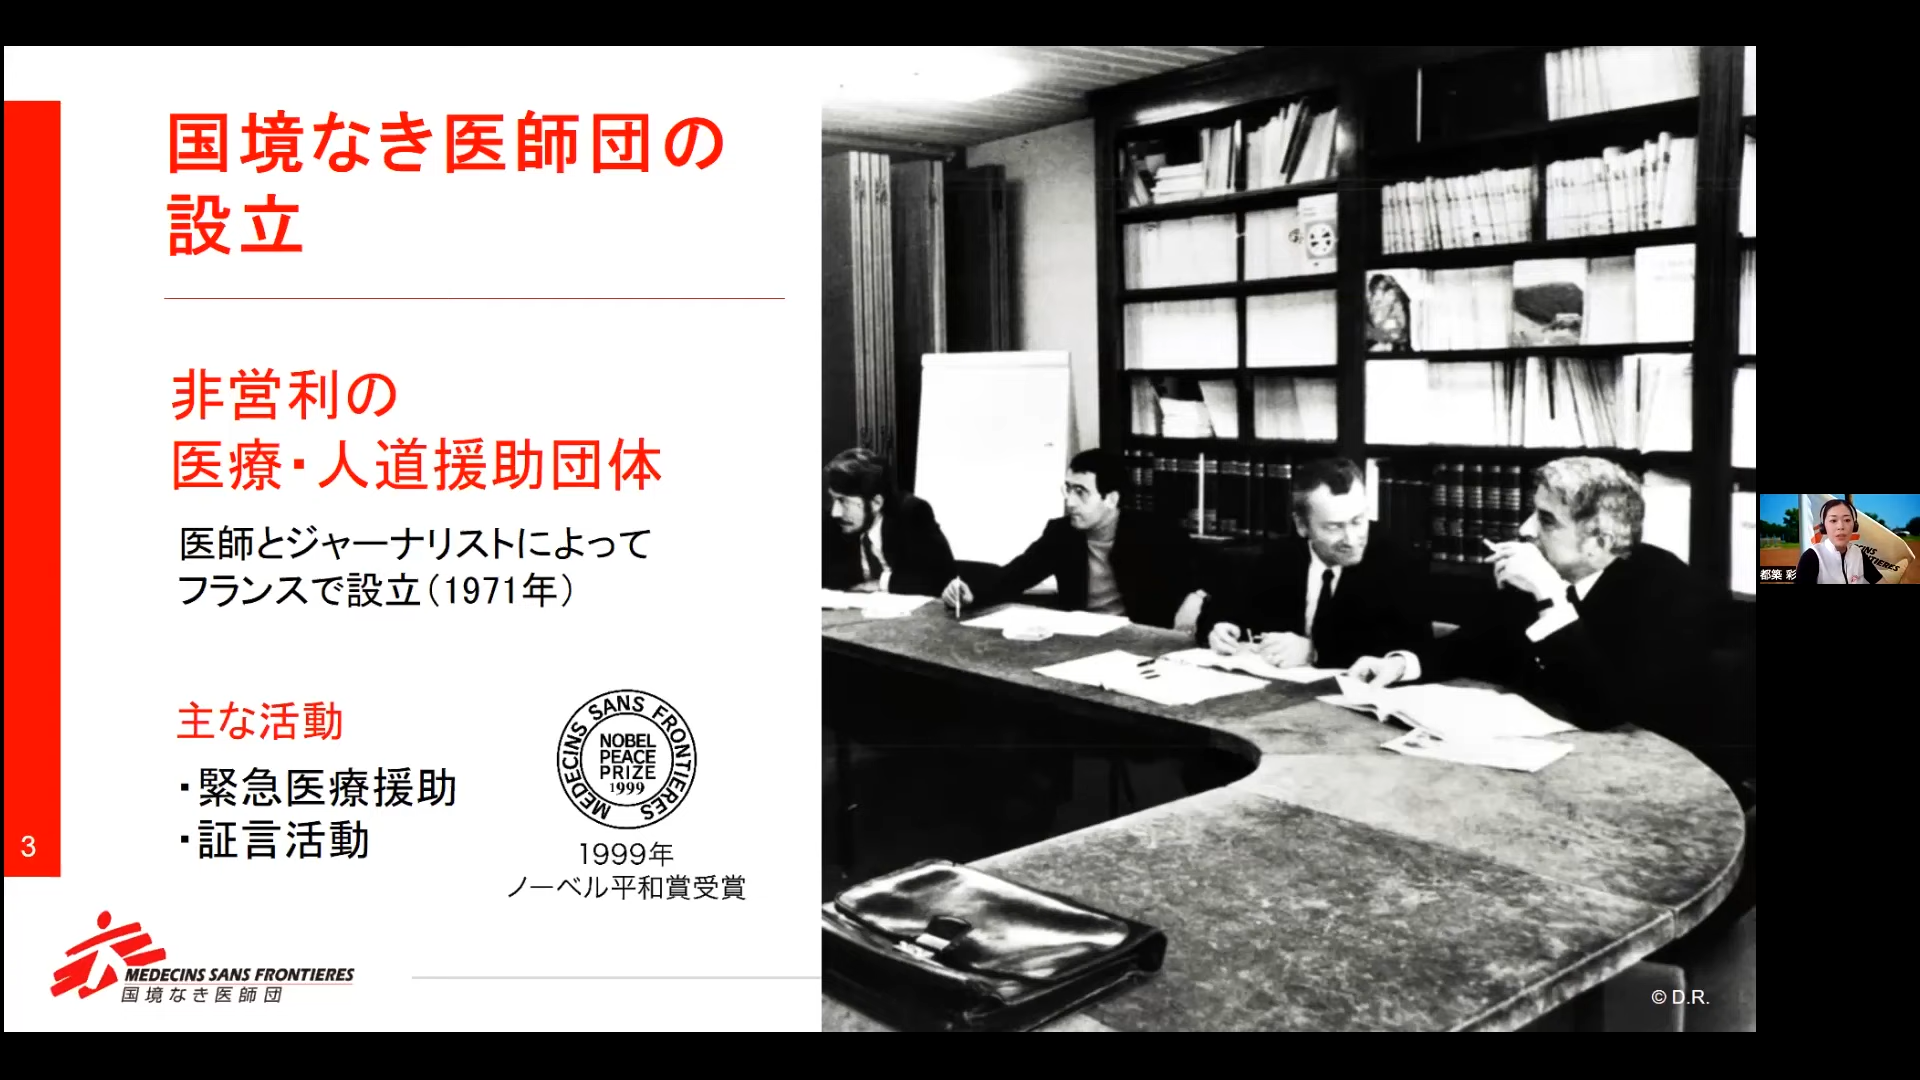 国境なき医師団の
設立
非営利の
医療・人道援助団体
医師とジャーナリストによって
フランスで設立（1971年）
主な活動
・緊急医療援助
・証言活動
MEDECINS SANS FRONTIERES
NOBEL
PEACE
PRIZE
1999
1999年
ノーベル平和賞受賞
3
MEDECINS SANS FRONTIERES
国境なき医師団
© D.R.
都築 彩